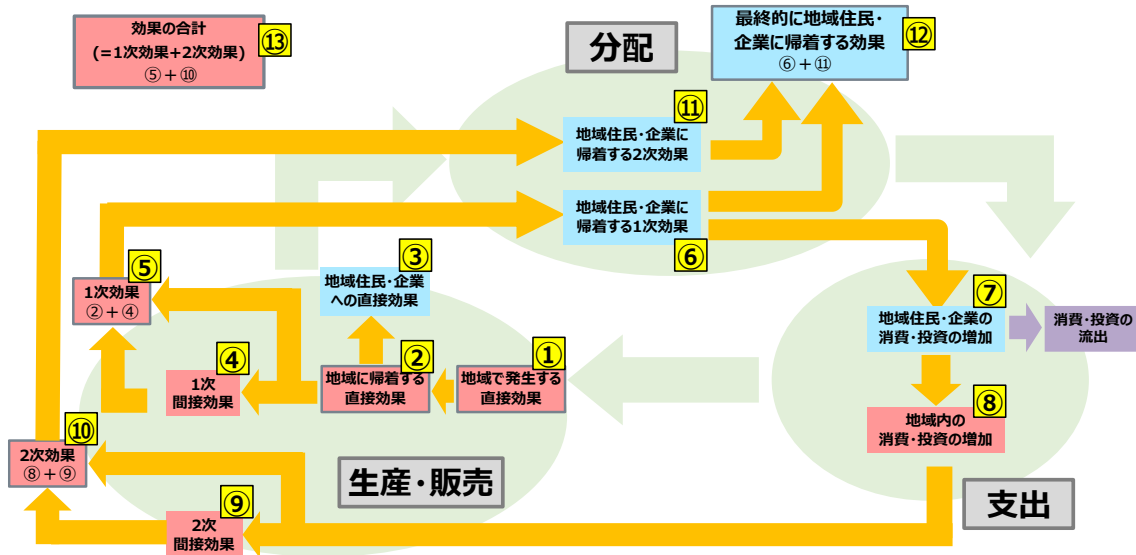 効果の合計
(=1次効果+2次効果)
⑤+⑩
⑬
分配
最終的に地域住民・
企業に帰着する効果
⑥+⑪
⑫
⑪
地域住民・企業に
帰着する2次効果
地域住民・企業に
帰着する1次効果
⑥
⑤
1次効果
②+④
③
地域住民・企業
への直接効果
④
1次
間接効果
②
地域に帰着する
直接効果
①
地域で発生する
直接効果
⑦
地域住民・企業の
消費・投資の増加
消費・投資の
流出
⑧
地域内の
消費・投資の増加
⑩
2次効果
⑧+⑨
生産・販売
⑨
2次
間接効果
支出